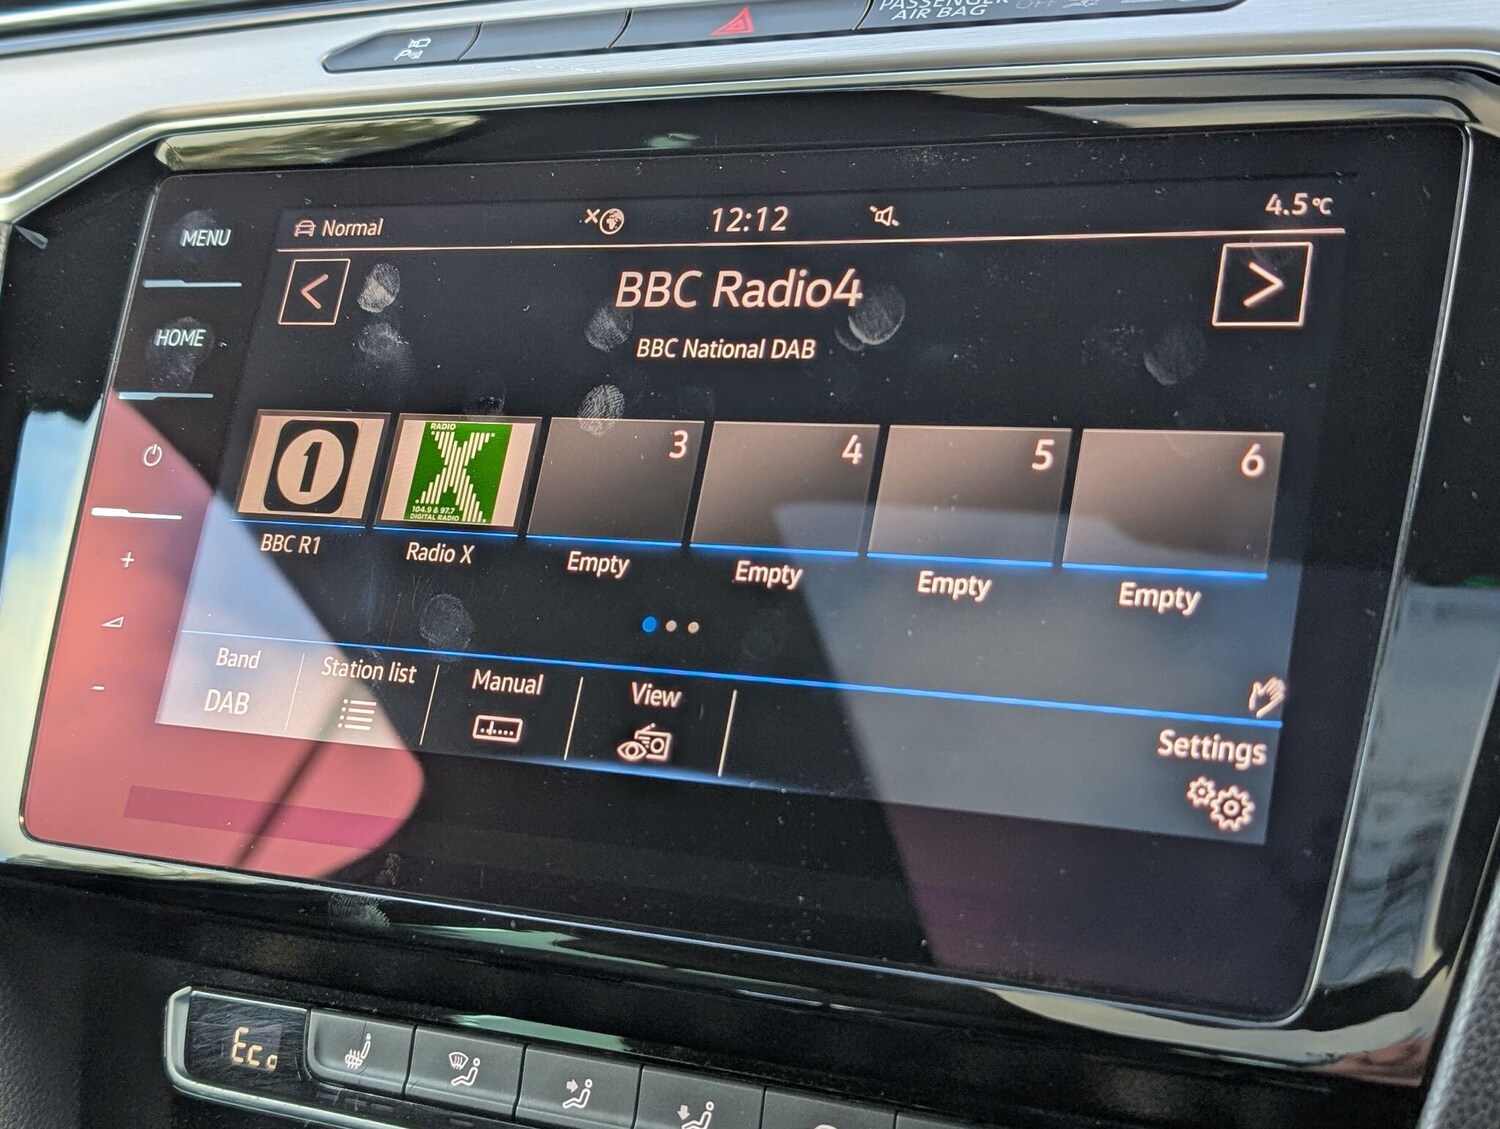 PASSENGER
AIR BAG OFF
Normal 12:12 4.5°C
MENU
HOME
BBC Radio4
BBC National DAB
1
RADIO
X
104.9 & 97.7
DIGITAL RADIO
3
4
5
6
BBC R1
Radio X
Empty
Empty
Empty
Empty
+
-
Band
DAB
Station list
Manual
View
Settings
Eco